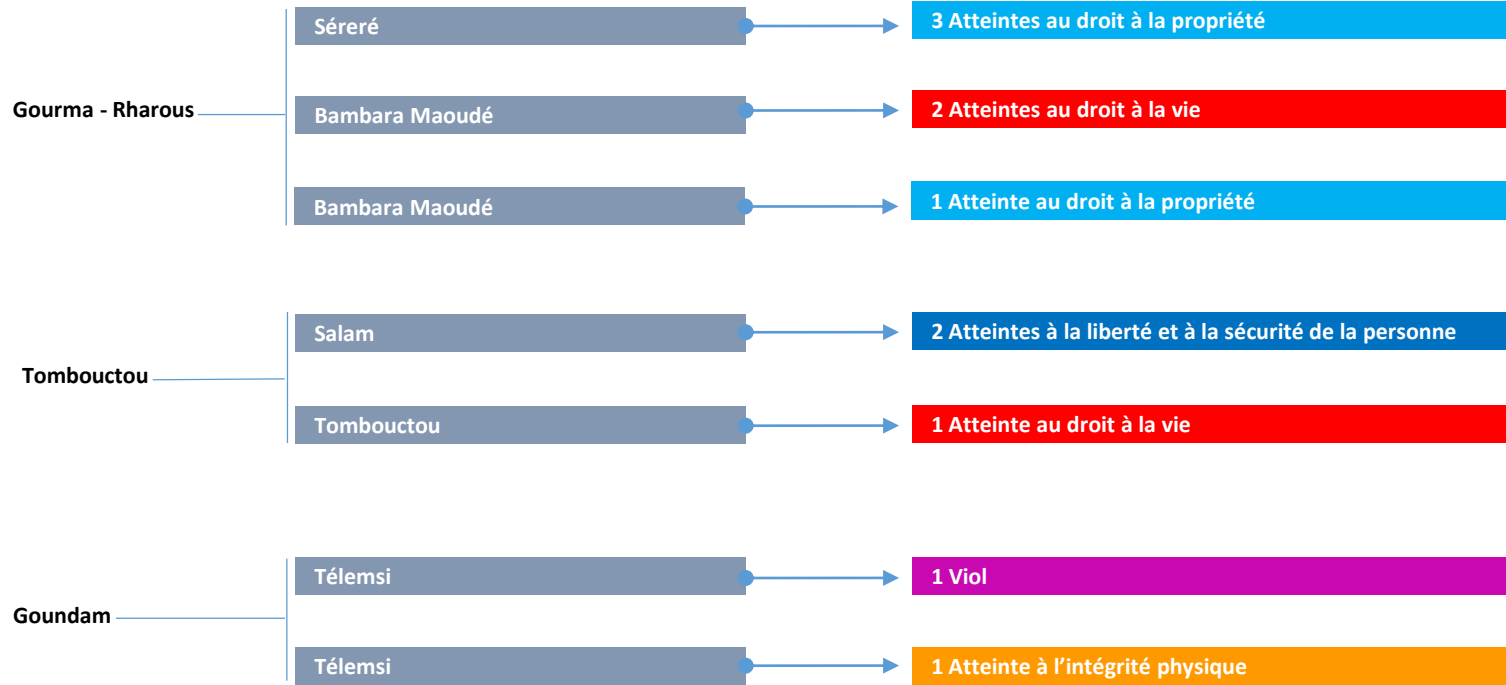 Séreré
3 Atteintes au droit à la propriété
Gourma - Rharous
Bambara Maoudé
2 Atteintes au droit à la vie
Bambara Maoudé
1 Atteinte au droit à la propriété
Salam
2 Atteintes à la liberté et à la sécurité de la personne
Tombouctou
Tombouctou
1 Atteinte au droit à la vie
Télemsi
1 Viol
Goundam
Télemsi
1 Atteinte à l’intégrité physique